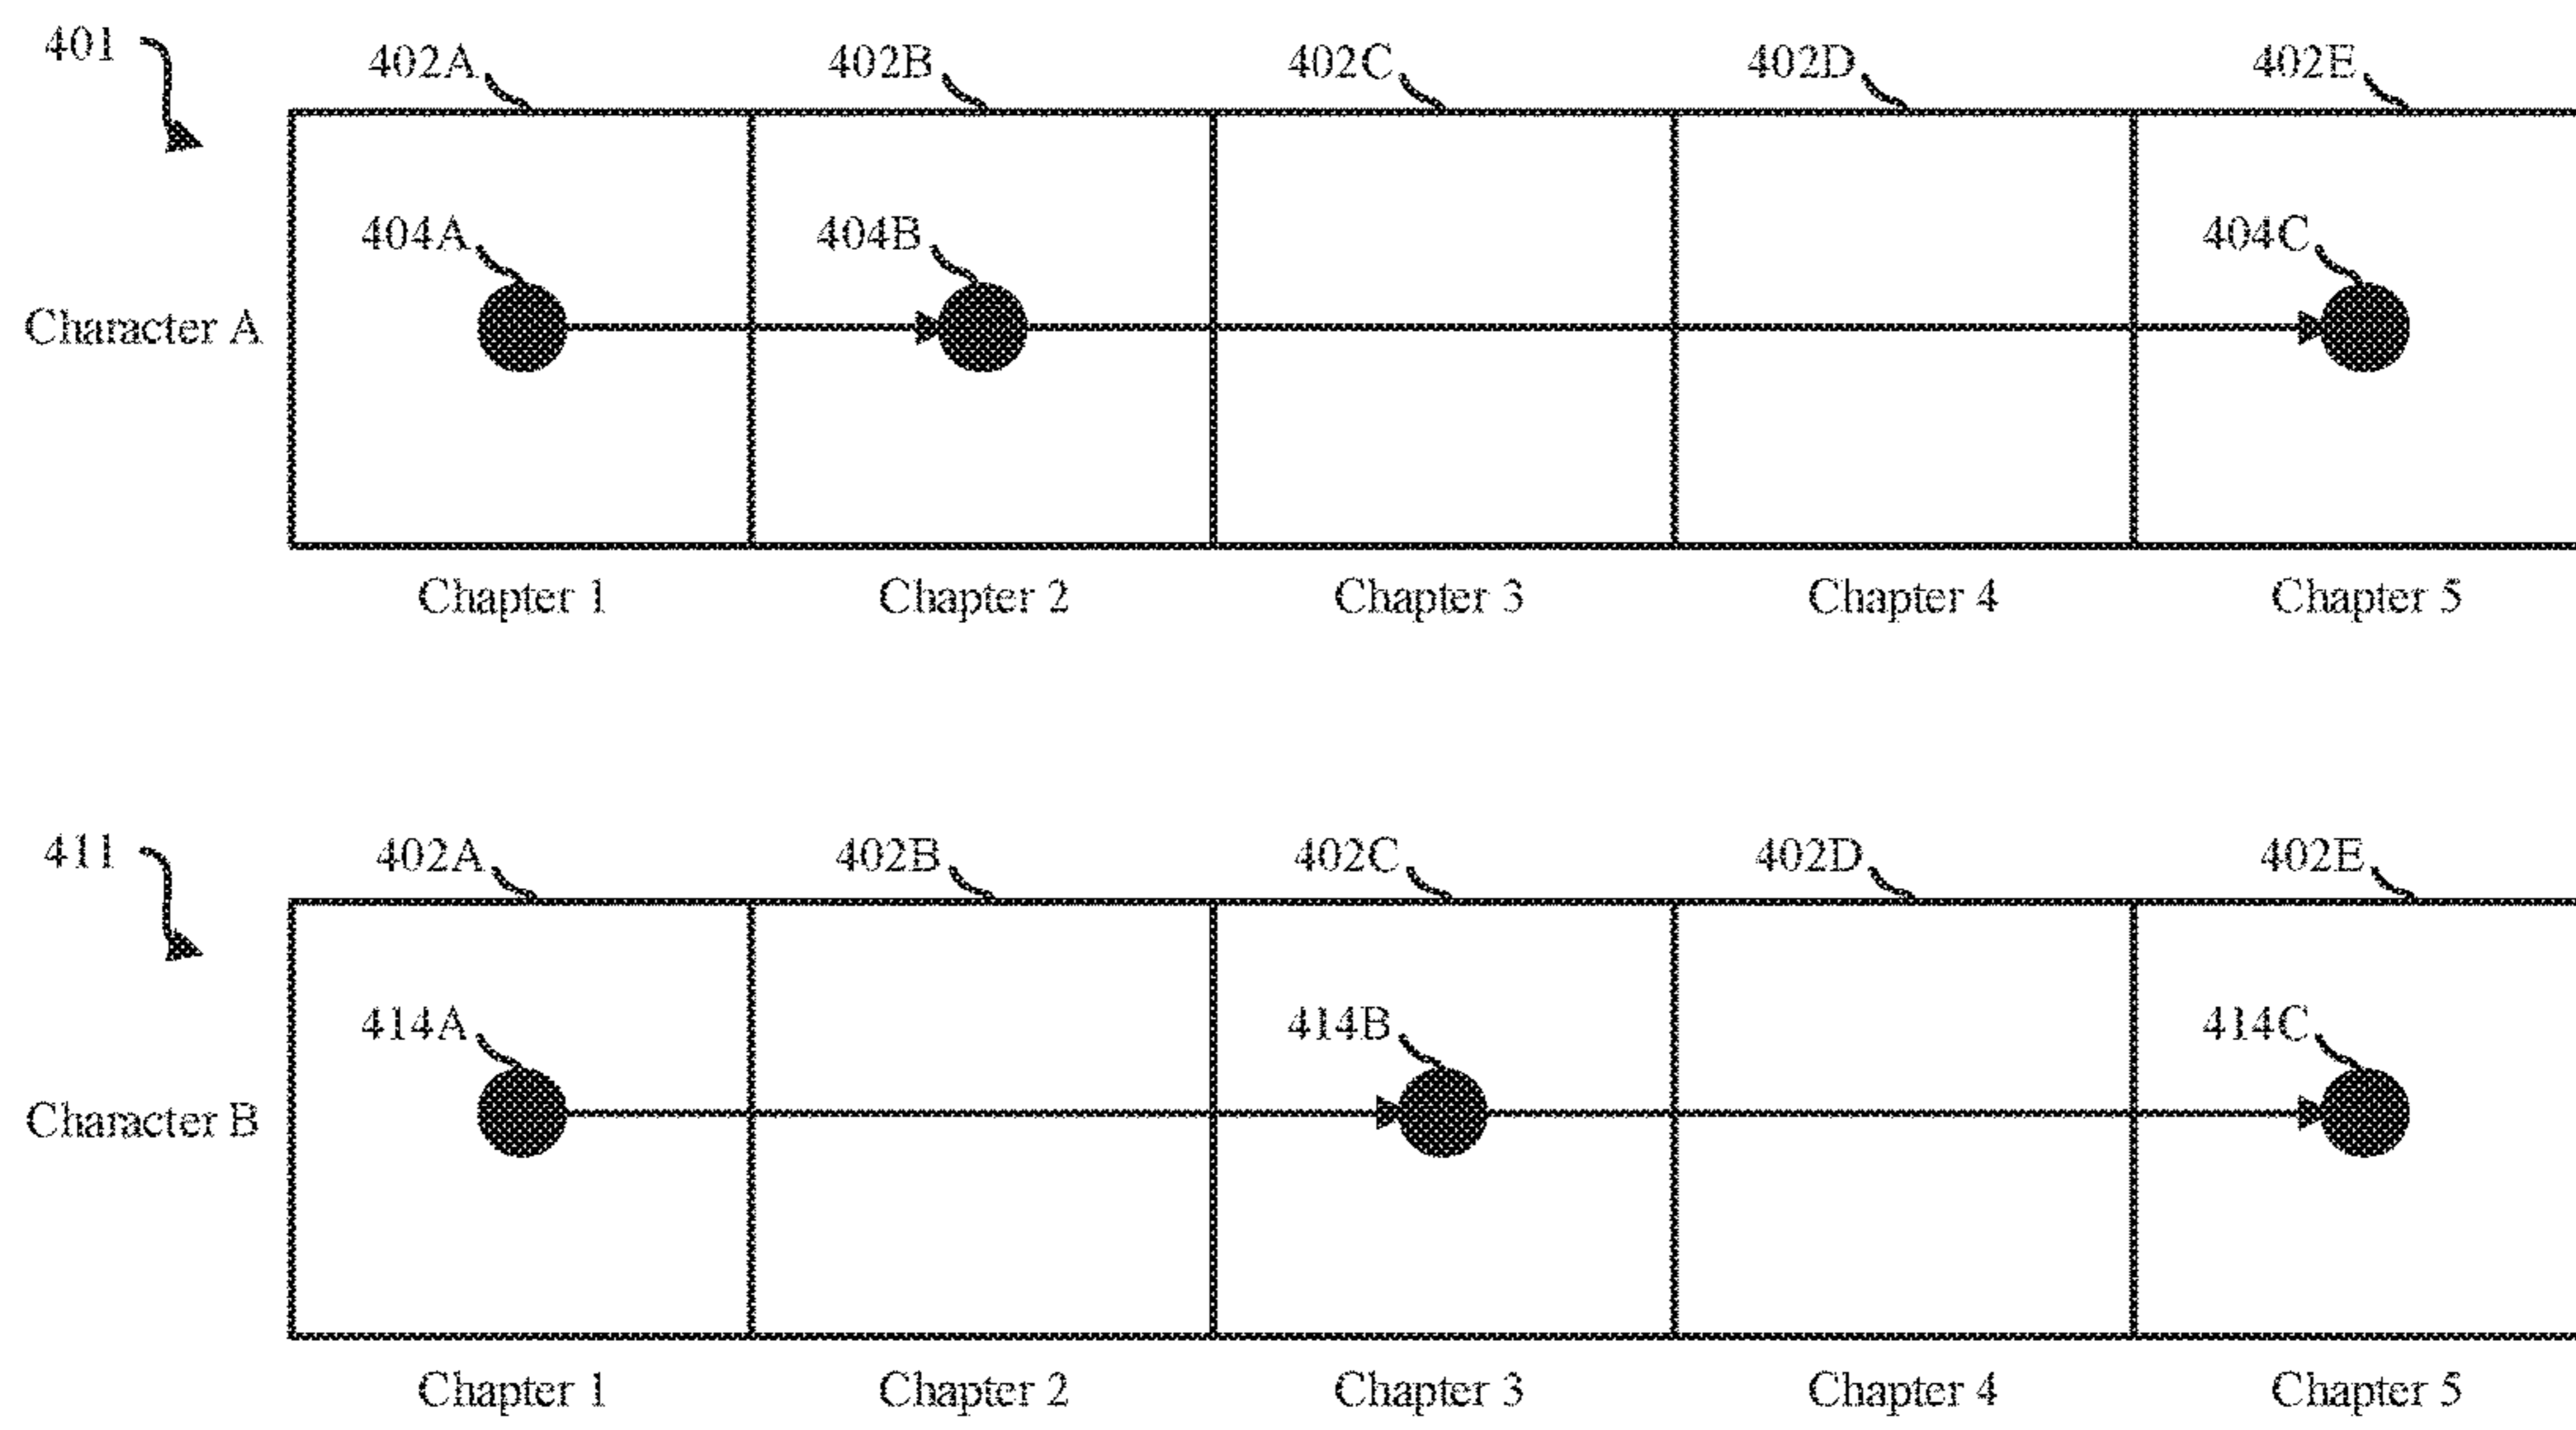 401
402A 402B 402C 402D 402E
404A 404B 404C
Character A
Chapter 1 Chapter 2 Chapter 3 Chapter 4 Chapter 5
411
402A 402B 402C 402D 402E
414A 414B 414C
Character B
Chapter 1 Chapter 2 Chapter 3 Chapter 4 Chapter 5